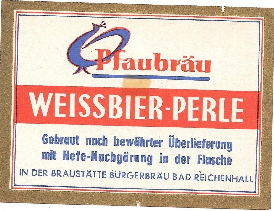 Pfaubräu
WEISSBIER-PERLE
Gebraut nach bewährter Überlieferung
mit Hefe-Nachgärung in der Flasche
IN DER BRAUSTÄTTE BÜRGERBRÄU BAD REICHENHALL